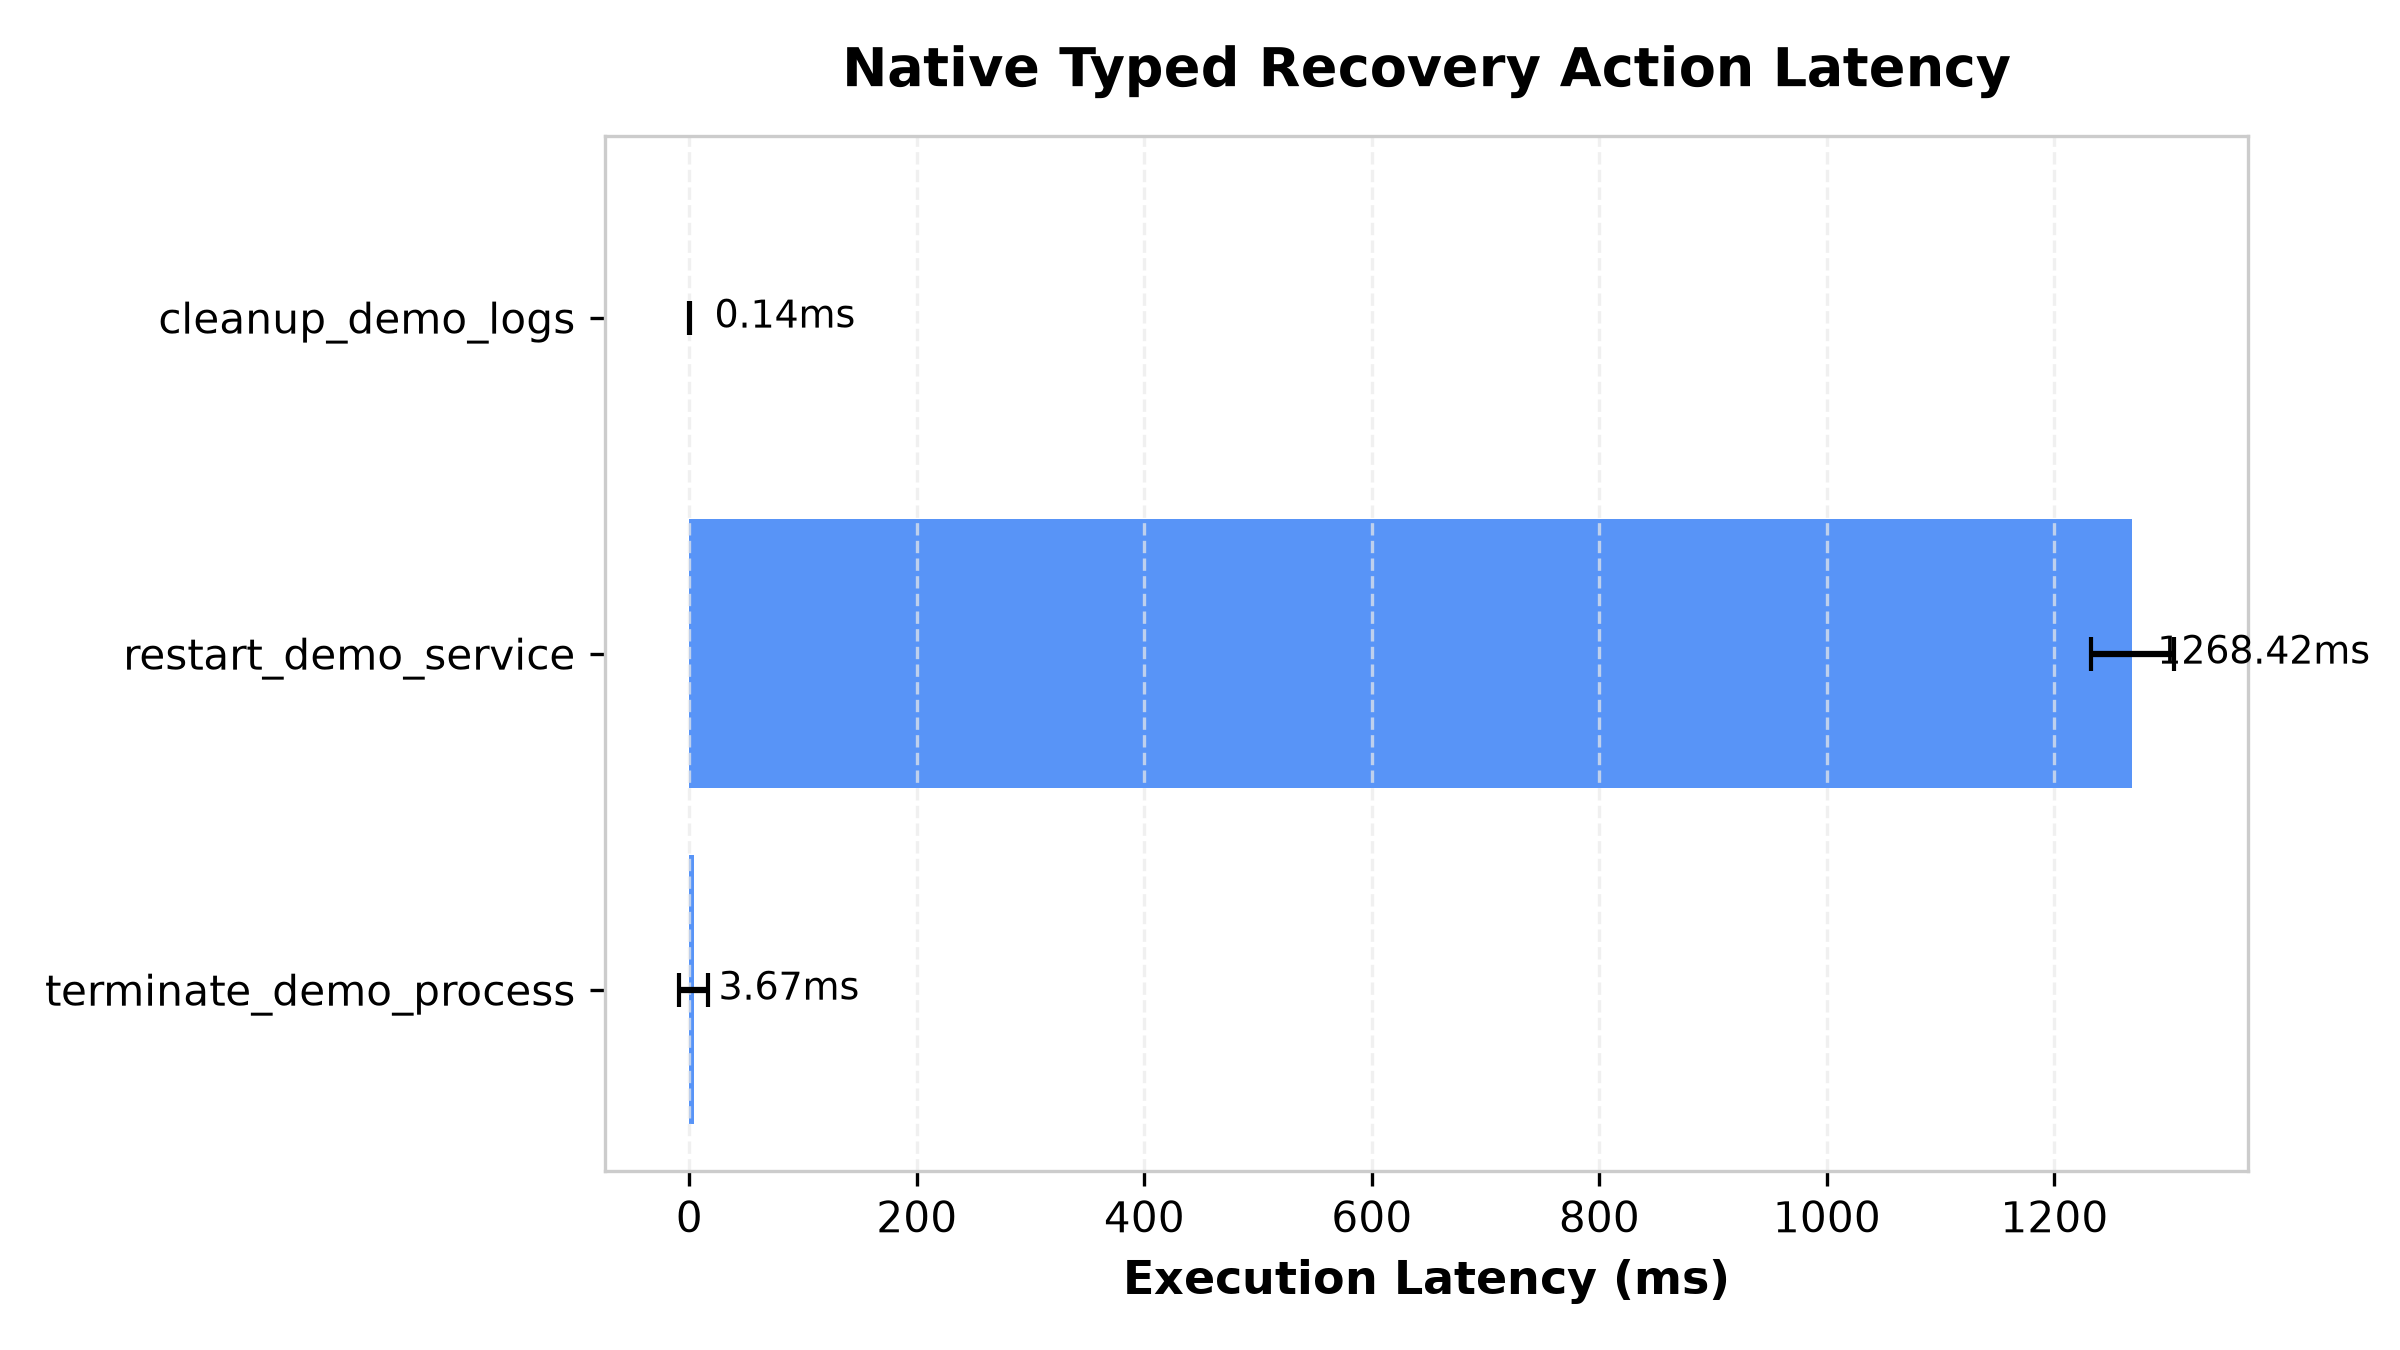 Native Typed Recovery Action Latency
cleanup_demo_logs
0.14ms
restart_demo_service
1268.42ms
terminate_demo_process
3.67ms
0 200 400 600 800 1000 1200
Execution Latency (ms)